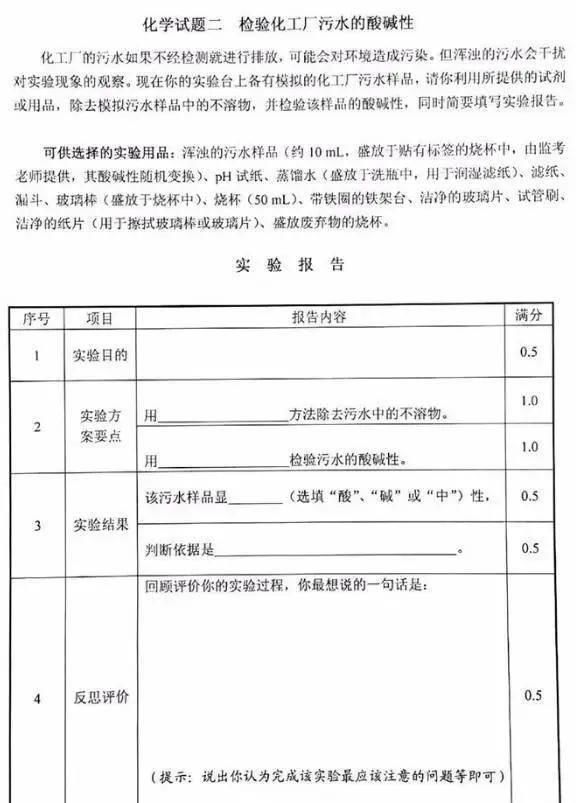 化学试题二 检验化工厂污水的酸碱性
化工厂的污水如果不经检测就进行排放，可能会对环境造成污染。但浑浊的污水会干扰
对实验现象的观察。现在你的实验台上备有模拟的化工厂污水样品，请你利用所提供的试剂
或用品，除去模拟污水样品中的不溶物，并检验该样品的酸碱性，同时简要填写实验报告。
可供选择的实验用品：浑浊的污水样品（约 10 mL，盛放于贴有标签的烧杯中，由监考
老师提供，其酸碱性随机变换）、pH 试纸、蒸馏水（盛放于洗瓶中，用于润湿滤纸）、滤纸、
漏斗、玻璃棒（盛放于烧杯中）、烧杯（50 mL）、带铁圈的铁架台、洁净的玻璃片、试管刷、
洁净的纸片（用于擦拭玻璃棒或玻璃片）、盛放废弃物的烧杯。
实 验 报 告
序号 项目 报告内容 满分
1 实验目的 0.5
2 实验方案要点 用____________方法除去污水中的不溶物。 1.0
用____________检验污水的酸碱性。 1.0
3 实验结果 该污水样品显______（选填“酸”、“碱”或“中”）性， 0.5
判断依据是______________________。 0.5
回顾评价你的实验过程，你最想说的一句话是：
4 反思评价 0.5
（提示：说出你认为完成该实验最应该注意的问题等即可）